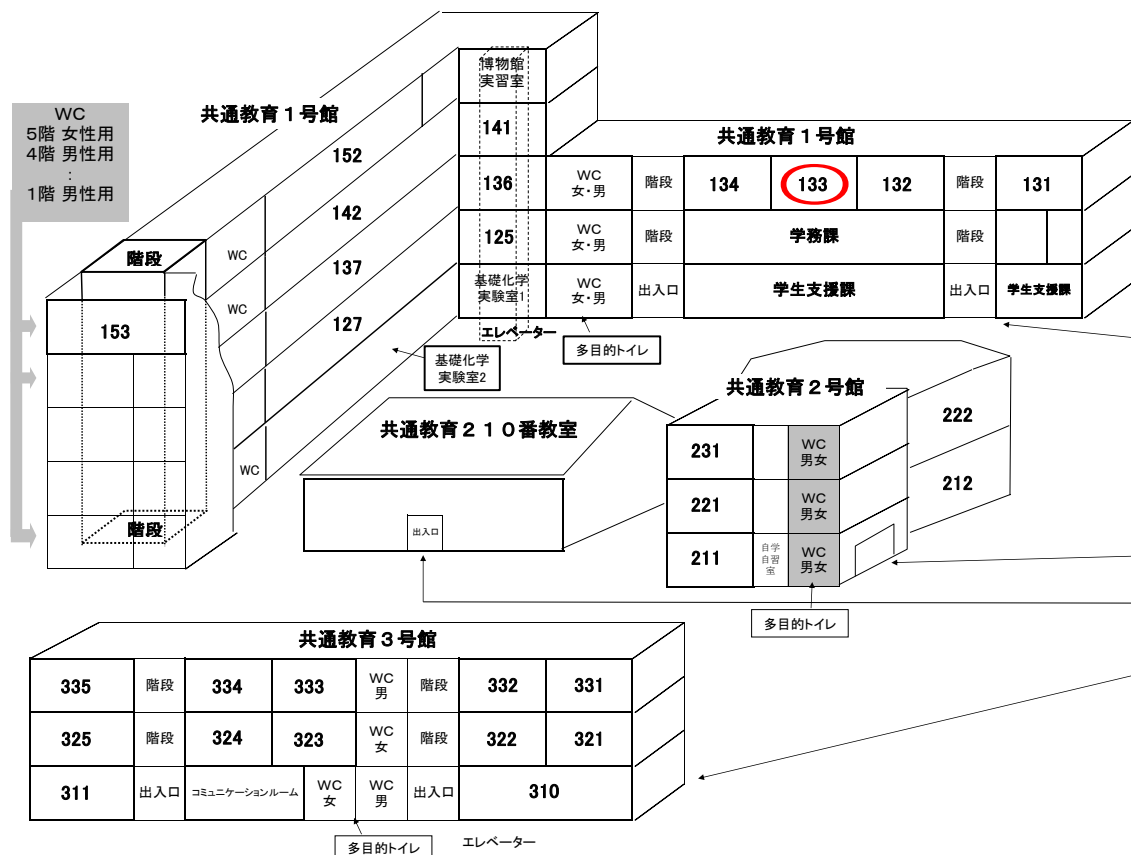 WC
5階 女性用
4階 男性用
:
1階 男性用
共通教育１号館
博物館
実習室
141
136
125
基礎化学
実験室1
エレベーター
152
142
137
127
WC
WC
WC
階段
153
階段
基礎化学
実験室2
共通教育１号館
WC
女・男
階段
134
133
132
階段
131
WC
女・男
階段
学務課
階段
WC
女・男
出入口
学生支援課
出入口
学生支援課
多目的トイレ
共通教育２１０番教室
出入口
共通教育２号館
231
WC
男女
222
221
WC
男女
212
211
自学
自習
室
WC
男女
多目的トイレ
共通教育３号館
335
階段
334
333
WC
男
階段
332
331
325
階段
324
323
WC
女
階段
322
321
311
出入口
コミュニケーションルーム
WC
女
WC
男
出入口
310
多目的トイレ
エレベーター